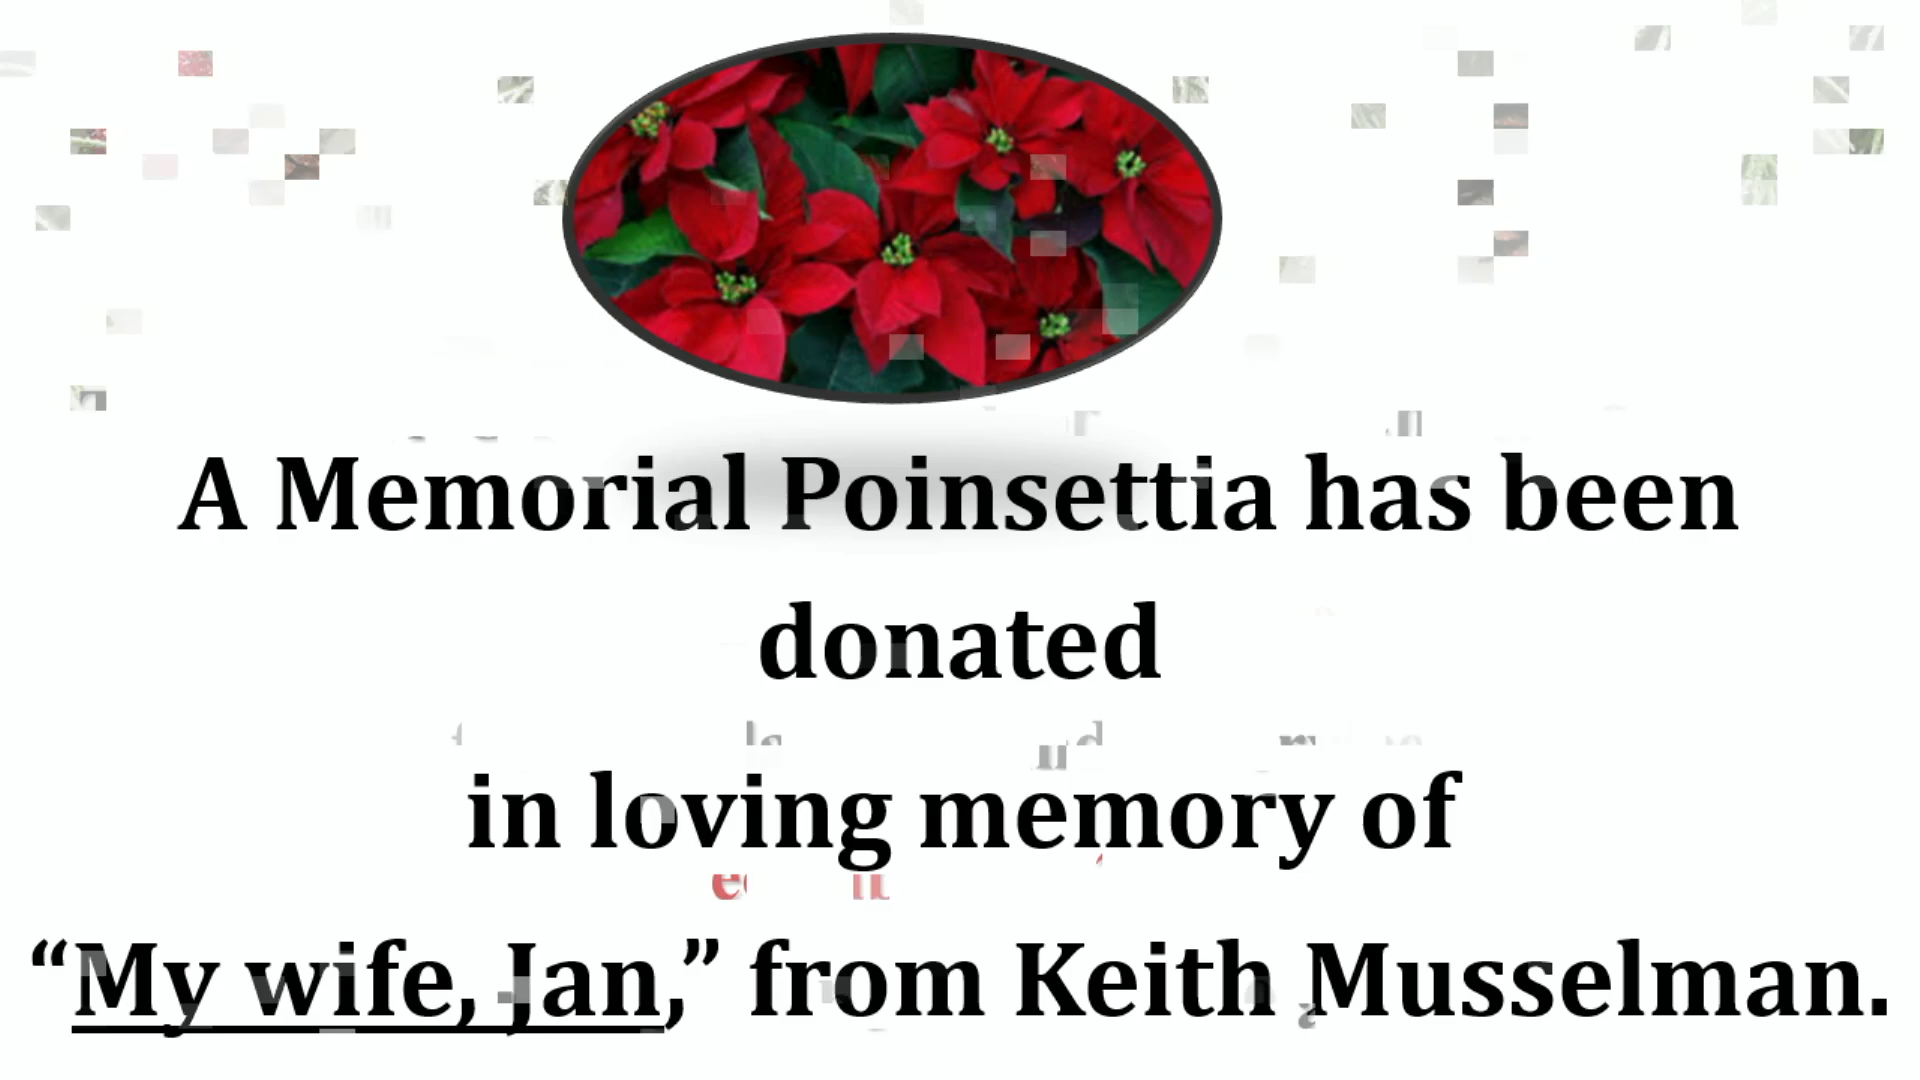 A Memorial Poinsettia has been
donated
in loving memory of
“My wife, Jan,” from Keith Musselman.